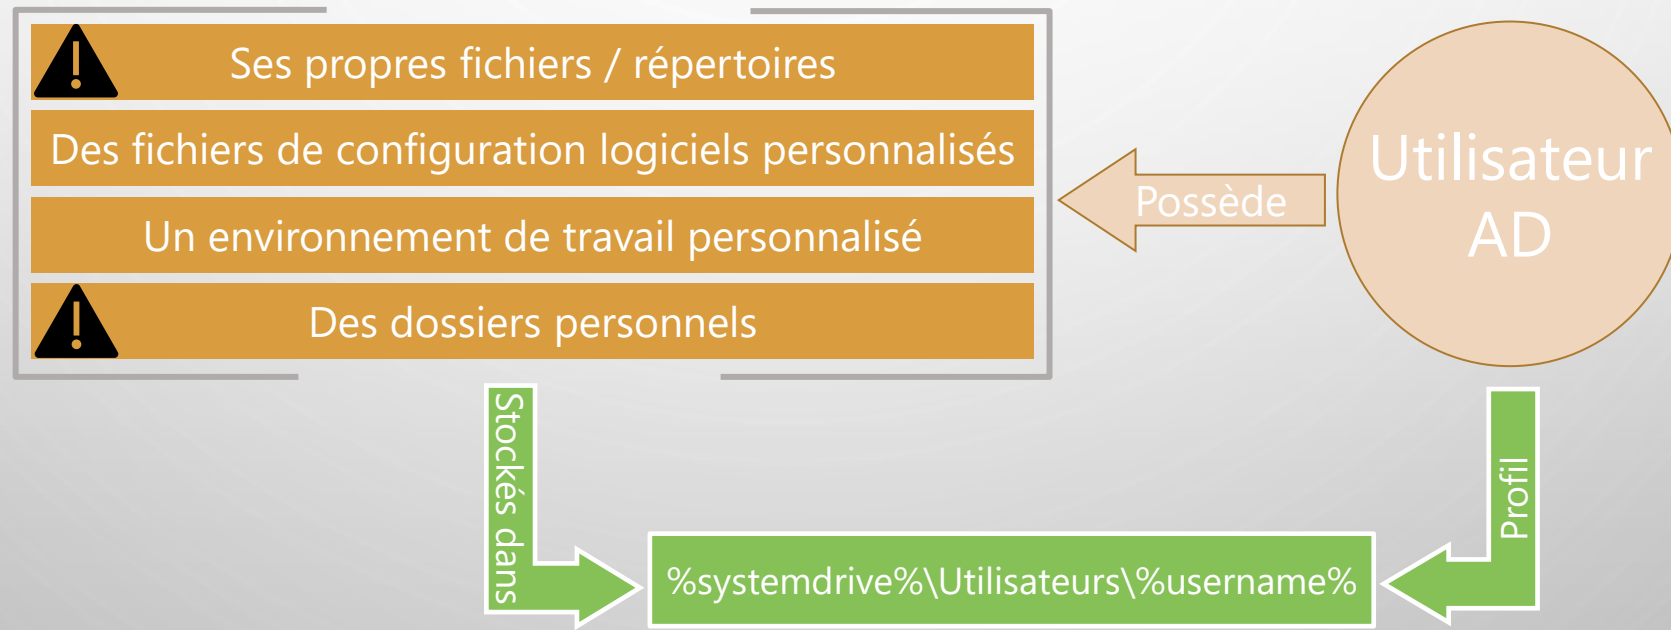 Ses propres fichiers / répertoires
Des fichiers de configuration logiciels personnalisés
Un environnement de travail personnalisé
Des dossiers personnels
Possède
Utilisateur
AD
Stockés dans
Profil
%systemdrive%\Utilisateurs\%username%